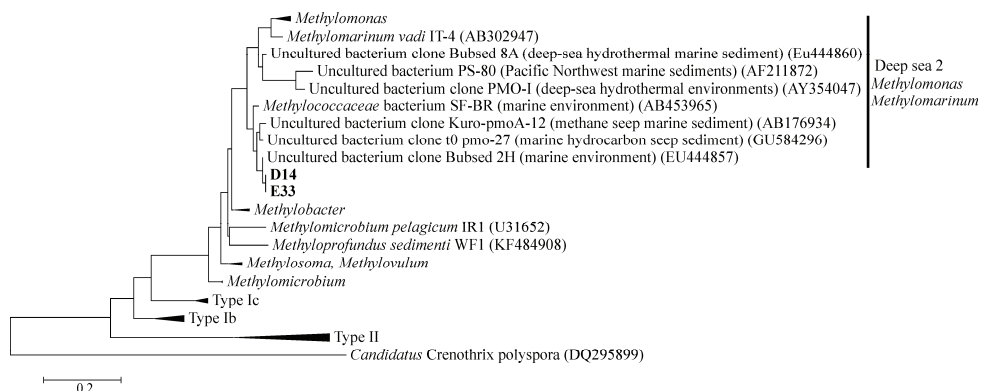 Methylomonas
Methylomarinum vadi IT-4 (AB302947)
Uncultured bacterium clone Bubsed 8A (deep-sea hydrothermal marine sediment) (Eu444860)
Uncultured bacterium PS-80 (Pacific Northwest marine sediments) (AF211872)
Uncultured bacterium clone PMO-I (deep-sea hydrothermal environments) (AY354047)
Methylococcaceae bacterium SF-BR (marine environment) (AB453965)
Uncultured bacterium clone Kuro-pmoA-12 (methane seep marine sediment) (AB176934)
Uncultured bacterium clone t0 pmo-27 (marine hydrocarbon seep sediment) (GU584296)
Uncultured bacterium clone Bubsed 2H (marine environment) (EU444857)
D14
E33
Deep sea 2
Methylomonas
Methylomarinum
Methylobacter
Methylomicrobium pelagicum IR1 (U31652)
Methyloprofundus sedimenti WF1 (KF484908)
Methylosoma, Methylovulum
Methylomicrobium
Type Ic
Type Ib
Type II
Candidatus Crenothrix polyspora (DQ295899)
0.2